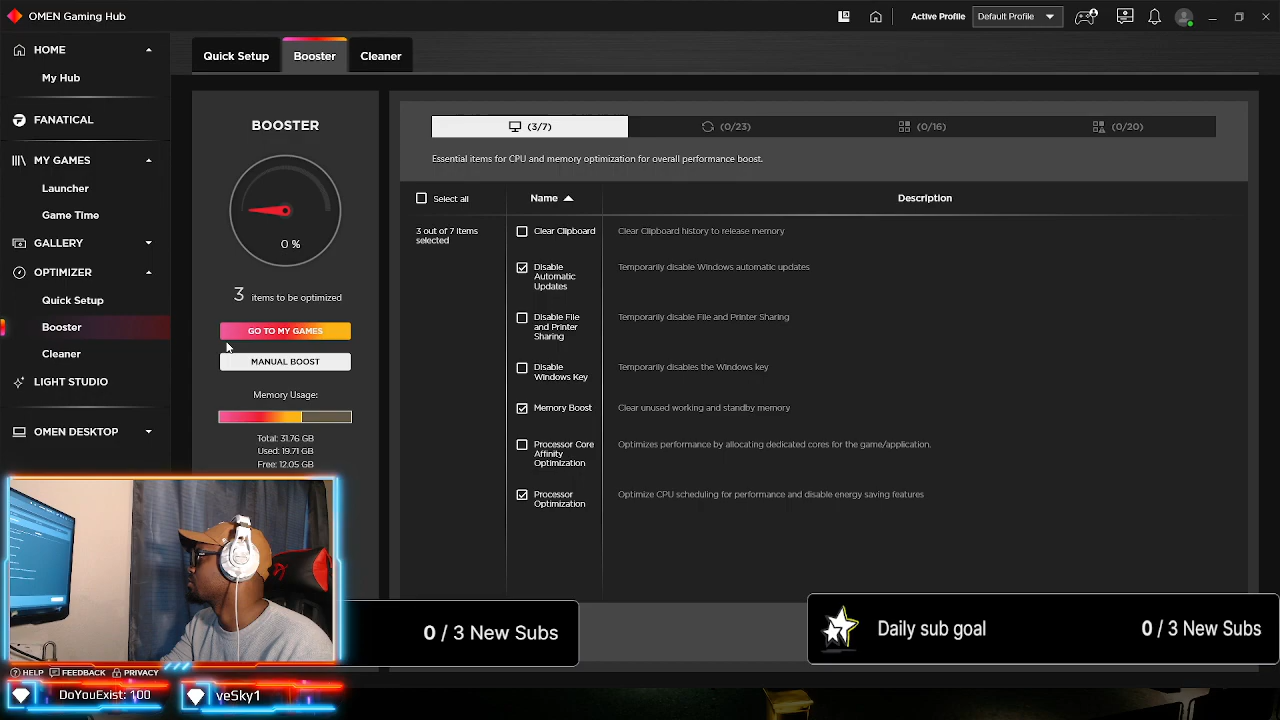 OMEN Gaming Hub
Active Profile
Default Profile
HOME
My Hub
FANATICAL
MY GAMES
Launcher
Game Time
GALLERY
OPTIMIZER
Quick Setup
Booster
Cleaner
LIGHT STUDIO
OMEN DESKTOP
Quick Setup
Booster
Cleaner
BOOSTER
0 %
3 items to be optimized
GO TO MY GAMES
MANUAL BOOST
Memory Usage:
Total: 31.76 GB
Used: 19.71 GB
Free: 12.05 GB
(3/7)
(0/23)
(0/16)
(0/20)
Essential items for CPU and memory optimization for overall performance boost.
Select all
Name
Description
3 out of 7 items
selected
Clear Clipboard
Clear Clipboard history to release memory
Disable
Automatic
Updates
Temporarily disable Windows automatic updates
Disable File
and Printer
Sharing
Temporarily disable File and Printer Sharing
Disable
Windows Key
Temporarily disables the Windows key
Memory Boost
Clear unused working and standby memory
Processor Core
Affinity
Optimization
Optimizes performance by allocating dedicated cores for the game/application.
Processor
Optimization
Optimize CPU scheduling for performance and disable energy saving features
0 / 3 New Subs
Daily sub goal
0 / 3 New Subs
HELP
FEEDBACK
PRIVACY
DoYouExist: 100
veSky1